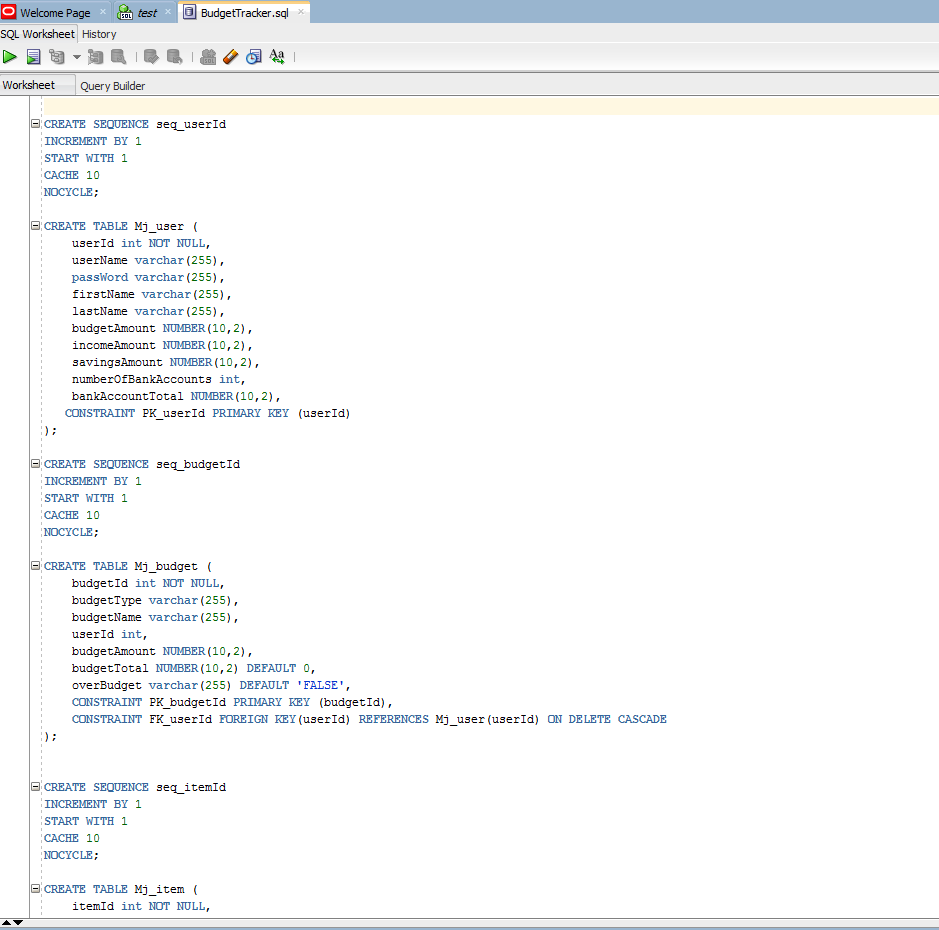 Welcome Page
SQL test
BudgetTracker.sql
SQL Worksheet History
Aa
Worksheet Query Builder
CREATE SEQUENCE seq_userId
INCREMENT BY 1
START WITH 1
CACHE 10
NOCYCLE;
CREATE TABLE Mj_user (
userId int NOT NULL,
userName varchar(255),
passWord varchar(255),
firstName varchar(255),
lastName varchar(255),
budgetAmount NUMBER(10,2),
incomeAmount NUMBER(10,2),
savingsAmount NUMBER(10,2),
numberOfBankAccounts int,
bankAccountTotal NUMBER(10,2),
CONSTRAINT PK_userId PRIMARY KEY (userId)
);
CREATE SEQUENCE seq_budgetId
INCREMENT BY 1
START WITH 1
CACHE 10
NOCYCLE;
CREATE TABLE Mj_budget (
budgetId int NOT NULL,
budgetType varchar(255),
budgetName varchar(255),
userId int,
budgetAmount NUMBER(10,2),
budgetTotal NUMBER(10,2) DEFAULT 0,
overBudget varchar(255) DEFAULT 'FALSE',
CONSTRAINT PK_budgetId PRIMARY KEY (budgetId),
CONSTRAINT FK_userId FOREIGN KEY(userId) REFERENCES Mj_user(userId) ON DELETE CASCADE
);
CREATE SEQUENCE seq_itemId
INCREMENT BY 1
START WITH 1
CACHE 10
NOCYCLE;
CREATE TABLE Mj_item (
itemId int NOT NULL,